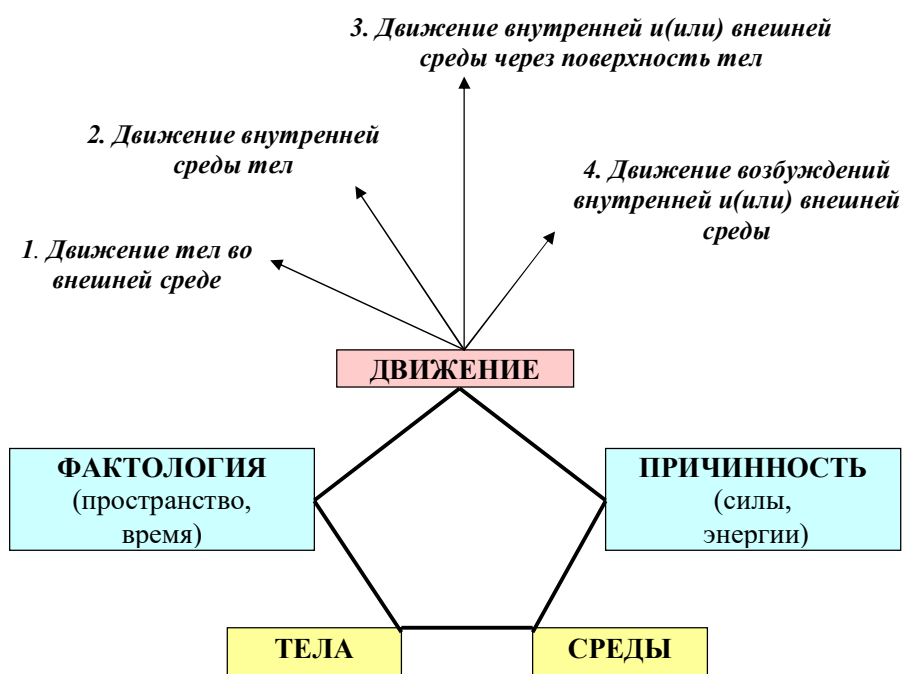 3. Движение внутренней и(или) внешней
среды через поверхность тел
2. Движение внутренней
среды тел
4. Движение возбуждений
внутренней и(или) внешней
среды
1. Движение тел во
внешней среде
ДВИЖЕНИЕ
ФАКТОЛОГИЯ
(пространство,
время)
ПРИЧИННОСТЬ
(силы,
энергии)
ТЕЛА
СРЕДЫ